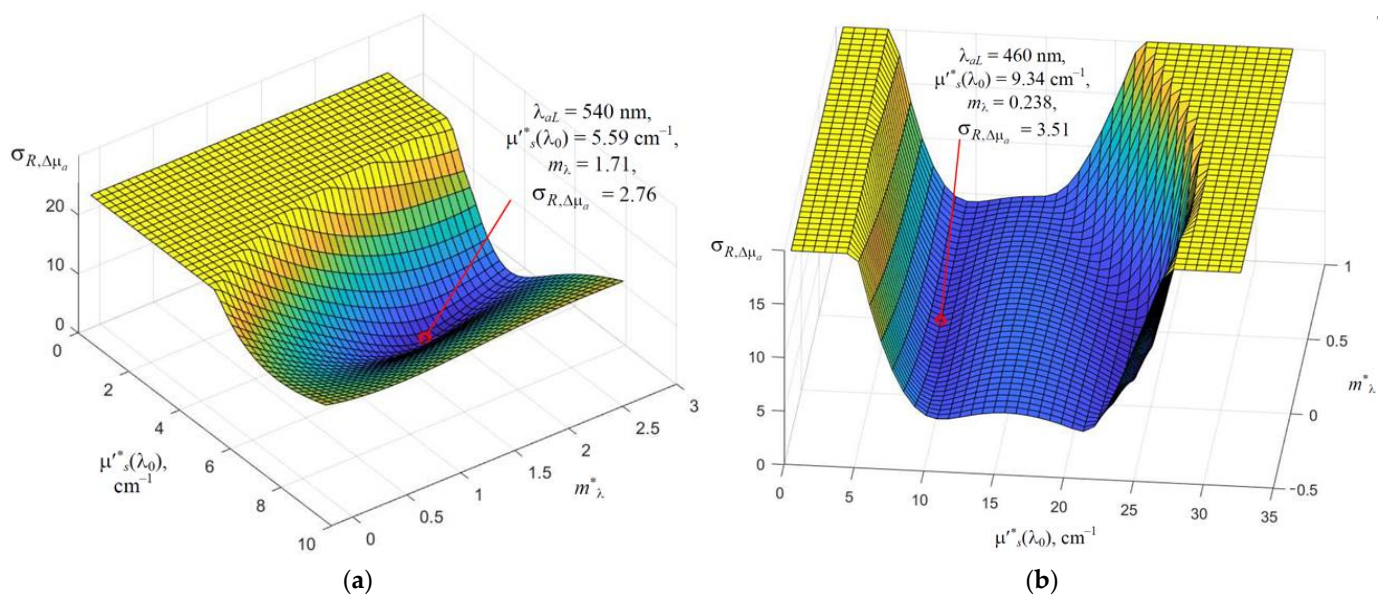 λaL = 540 nm,
μ′*s(λ0) = 5.59 cm–1,
mλ = 1.71,
σR,Δμa = 2.76
σR,Δμa
20
10
0
0
2
4
6
8
10
μ′*s(λ0),
cm–1
0
0.5
1
1.5
2
2.5
3
m*λ
(a)
λaL = 460 nm,
μ′*s(λ0) = 9.34 cm–1,
mλ = 0.238,
σR,Δμa = 3.51
σR,Δμa
15
10
5
0
0
5
10
15
20
25
30
35
μ′*s(λ0), cm–1
1
0.5
0
−0.5
m*λ
(b)